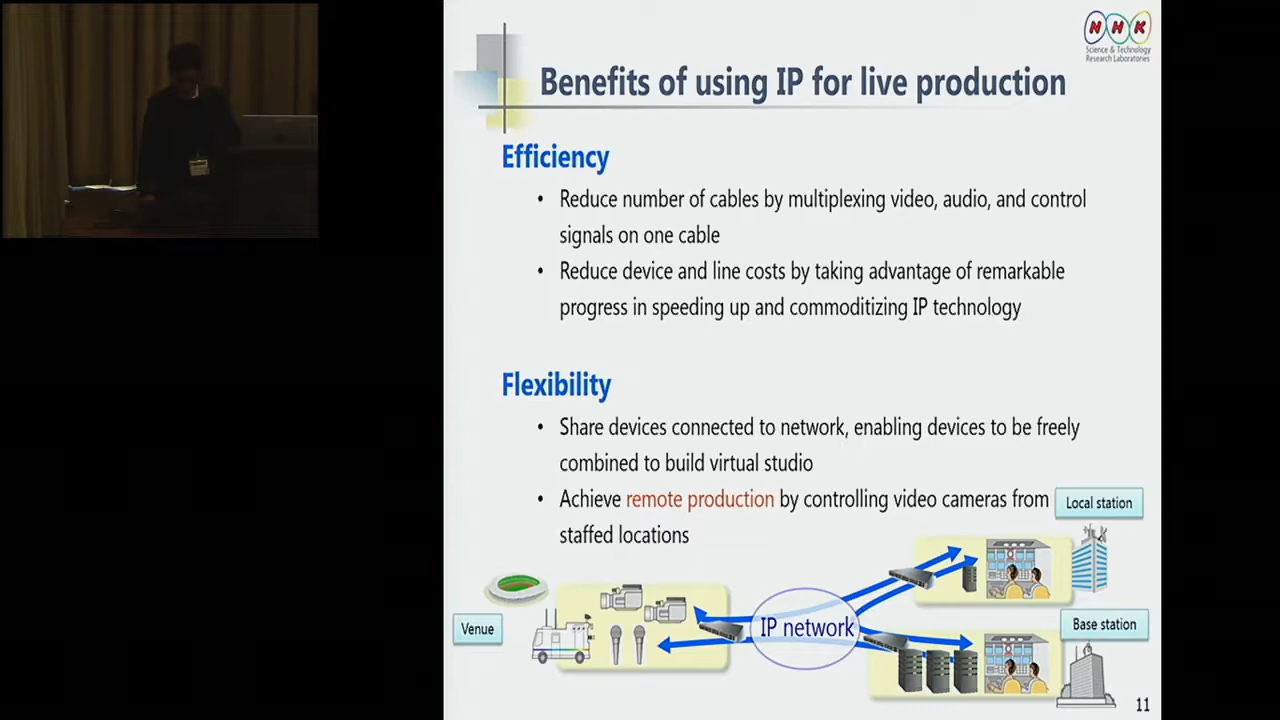 NHK
Science & Technology
Research Laboratories
Benefits of using IP for live production
Efficiency
• Reduce number of cables by multiplexing video, audio, and control
signals on one cable
• Reduce device and line costs by taking advantage of remarkable
progress in speeding up and commoditizing IP technology
Flexibility
• Share devices connected to network, enabling devices to be freely
combined to build virtual studio
• Achieve remote production by controlling video cameras from
staffed locations
Local station
Venue
IP network
Base station
11